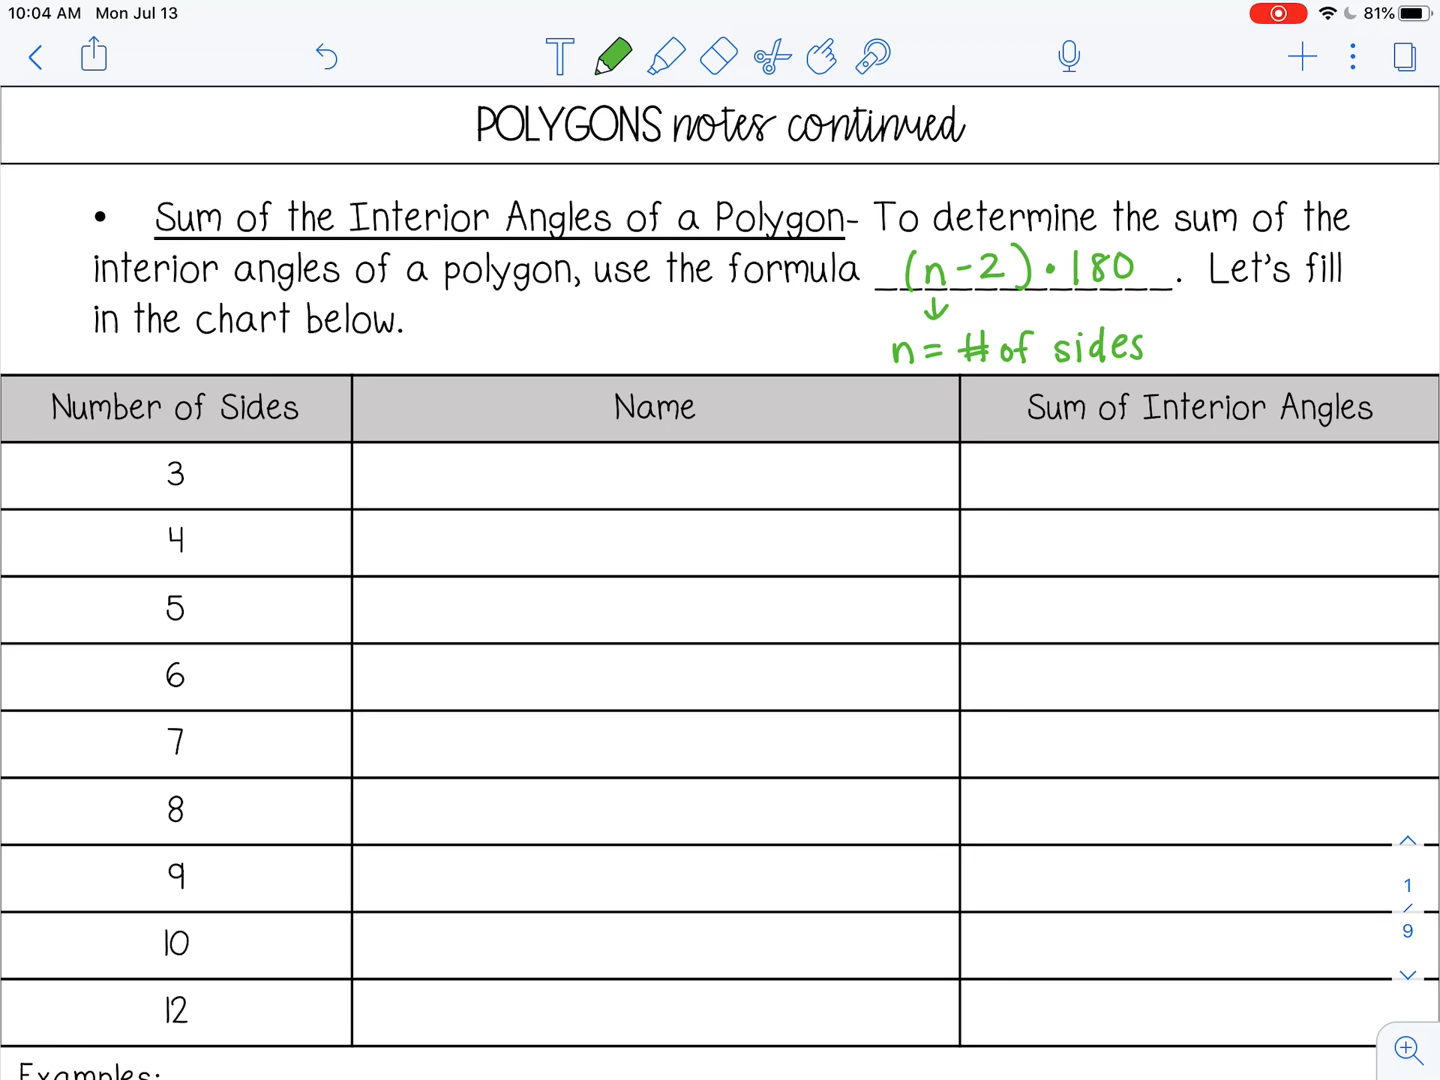 10:04 AM Mon Jul 13
81%
T
POLYGONS notes continued
• Sum of the Interior Angles of a Polygon- To determine the sum of the
interior angles of a polygon, use the formula (n-2)•180. Let's fill
in the chart below.
n= # of sides
Number of Sides Name Sum of Interior Angles
3
4
5
6
7
8
9
10
12
1
/
9
Examples: